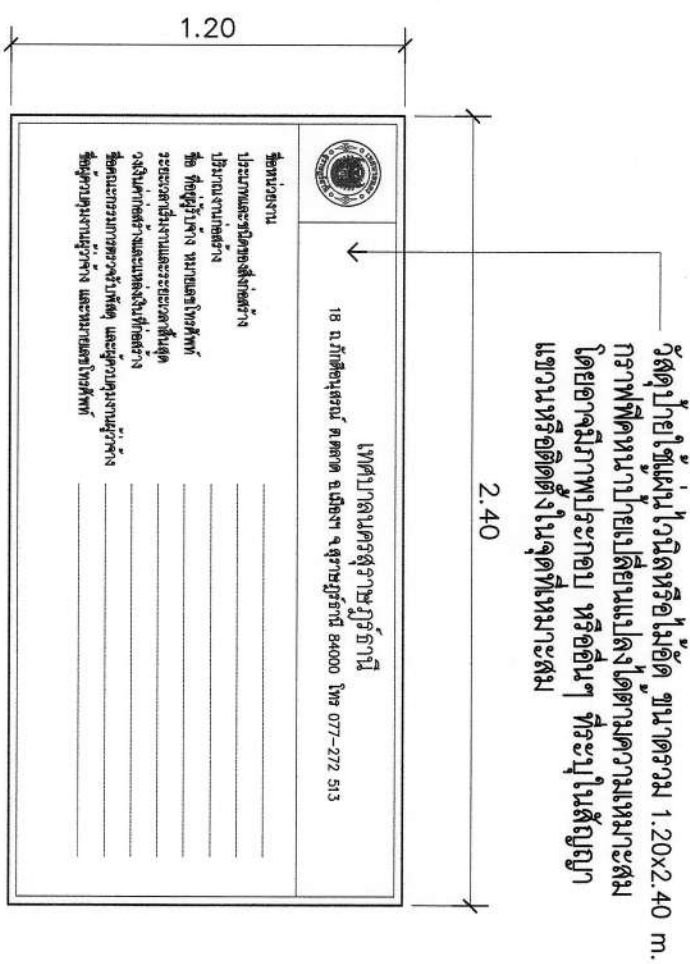 วัสดุป้ายใช้แผ่นไวนิลหรือไม้อัด ขนาดรวม 1.20x2.40 m.
กราฟฟิคหน้าป้ายเปลี่ยนแปลงได้ตามความเหมาะสม
โดยอาจมีภาพประกอบ หรืออื่นๆ ที่ระบุในสัญญา
แขวนหรือติดตั้งในจุดที่เหมาะสม
2.40
1.20
เทศบาลนครสุราษฎร์ธานี
18 ถ.ภักดีอนุสรณ์ ต.ตลาด อ.เมืองฯ จ.สุราษฎร์ธานี 84000 โทร 077-272 513
ชื่อหน่วยงาน
ประเภทและชนิดของสิ่งก่อสร้าง
ปริมาณงานก่อสร้าง
ชื่อ ที่อยู่ผู้รับจ้าง หมายเลขโทรศัพท์
ระยะเวลาเริ่มงานและระยะเวลาสิ้นสุด
วงเงินค่าก่อสร้างและแหล่งเงินที่ก่อสร้าง
ชื่อคณะกรรมการตรวจรับพัสดุ และผู้ควบคุมงานผู้ว่าจ้าง
ชื่อผู้ควบคุมงานผู้ว่าจ้าง และหมายเลขโทรศัพท์